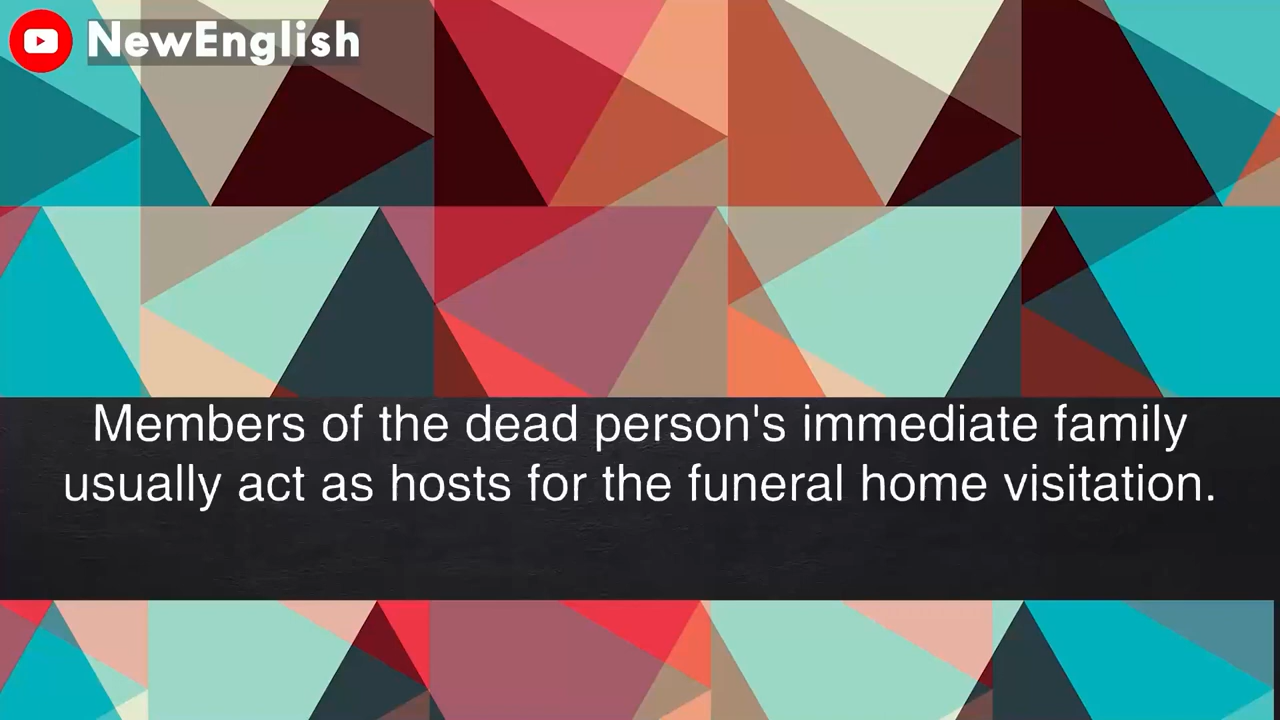 NewEnglish
Members of the dead person's immediate family
usually act as hosts for the funeral home visitation.